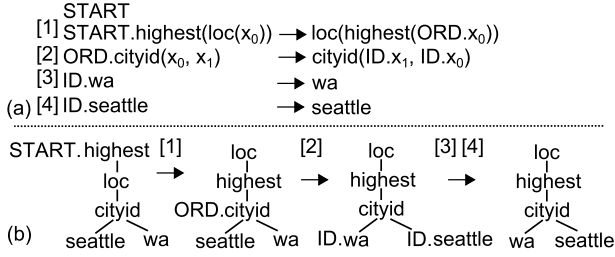 START
[1] START.highest(loc(x₀)) → loc(highest(ORD.x₀))
[2] ORD.cityid(x₀, x₁) → cityid(ID.x₁, ID.x₀)
[3] ID.wa → wa
(a) [4] ID.seattle → seattle
START.highest [1] loc [2] loc [3] [4] loc
loc → highest → highest → highest
cityid ORD.cityid cityid cityid
(b) seattle wa seattle wa ID.wa ID.seattle wa seattle